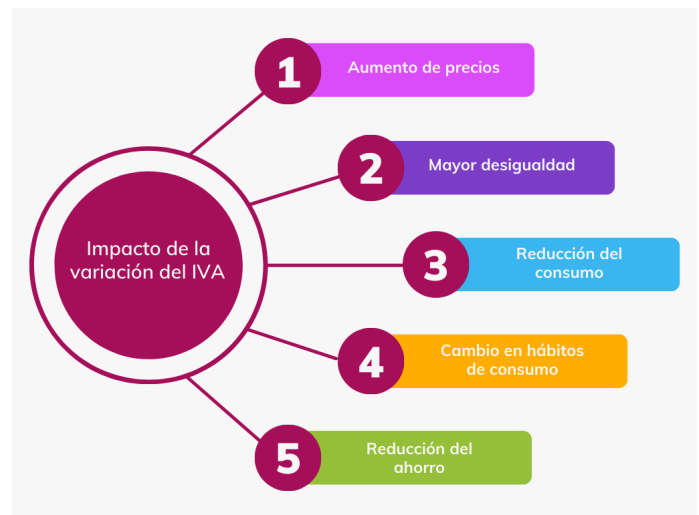 Impacto de la
variación del IVA
1
Aumento de precios
2
Mayor desigualdad
3
Reducción del
consumo
4
Cambio en hábitos
de consumo
5
Reducción del
ahorro